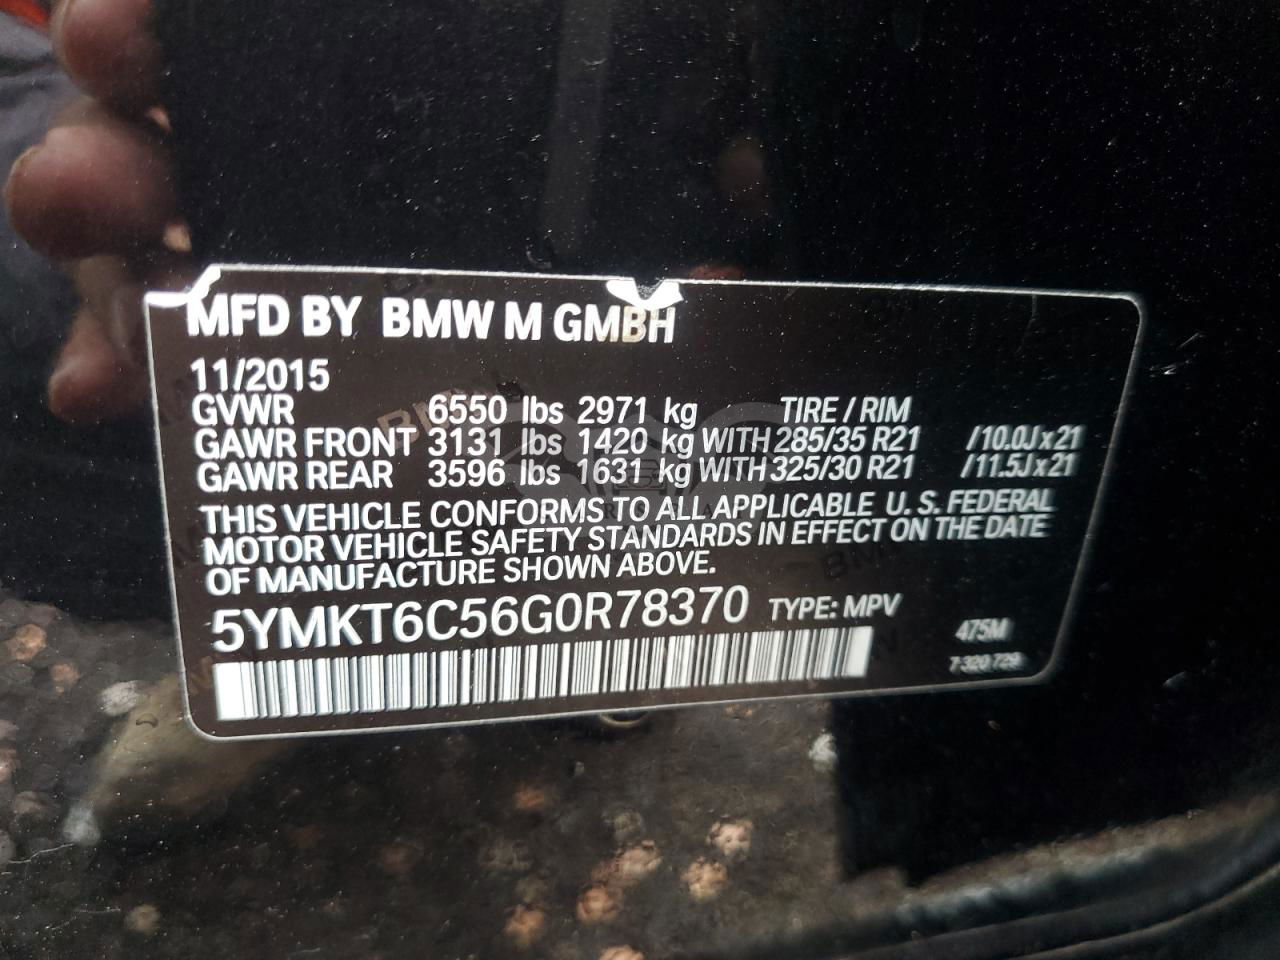 MFD BY BMW M GMBH
11/2015
GVWR 6550 lbs 2971 kg TIRE / RIM
GAWR FRONT 3131 lbs 1420 kg WITH 285/35 R21 /10.0J x 21
GAWR REAR 3596 lbs 1631 kg WITH 325/30 R21 /11.5J x 21
THIS VEHICLE CONFORMS TO ALL APPLICABLE U. S. FEDERAL
MOTOR VEHICLE SAFETY STANDARDS IN EFFECT ON THE DATE
OF MANUFACTURE SHOWN ABOVE.
5YMKT6C56G0R78370 TYPE: MPV
475M
7 320 729